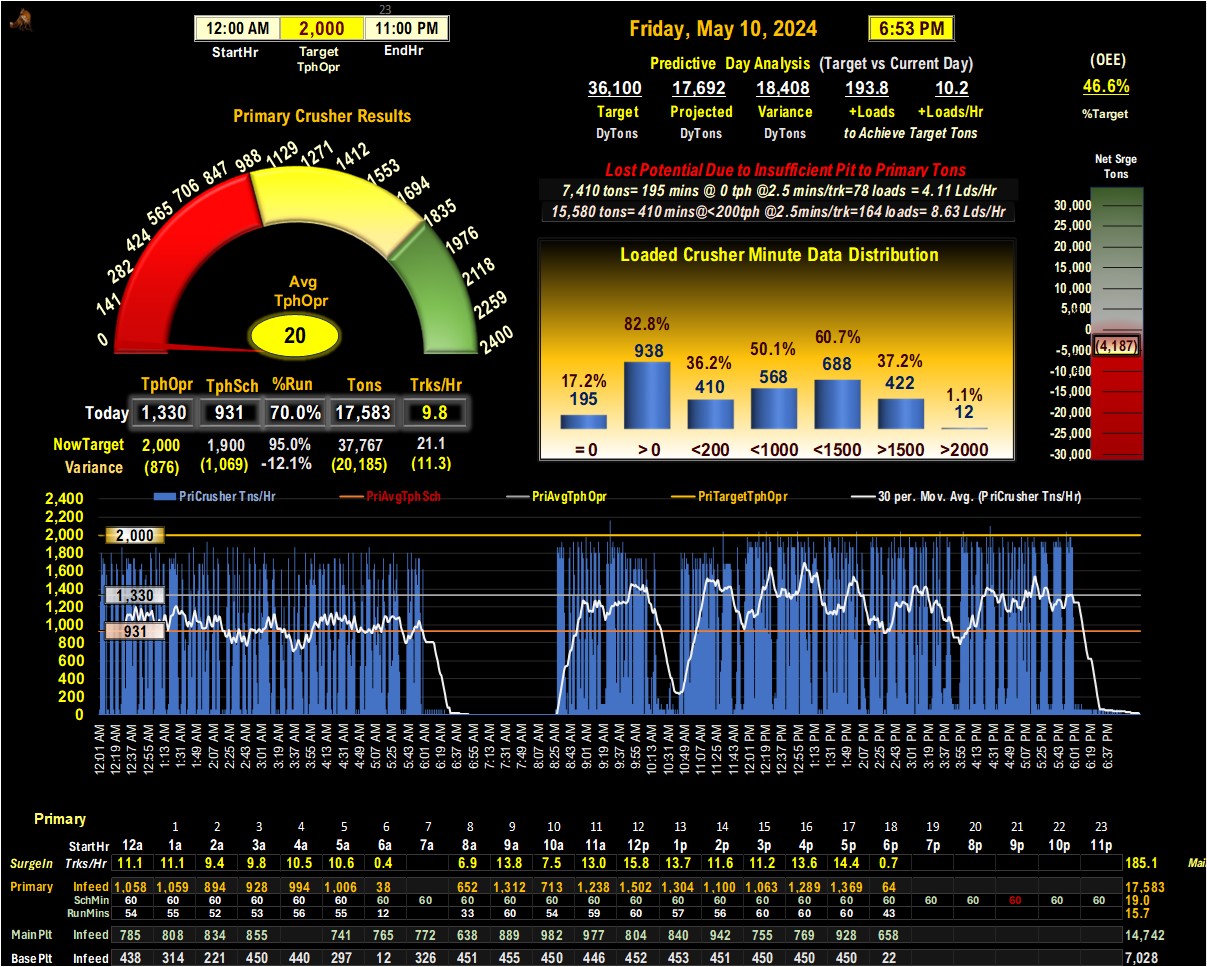 23
12:00 AM 2,000 11:00 PM
StartHr Target TphOpr EndHr
Friday, May 10, 2024 6:53 PM
Predictive Day Analysis (Target vs Current Day)
36,100 17,692 18,408 193.8 10.2
Target Projected Variance +Loads +Loads/Hr
DyTons DyTons DyTons to Achieve Target Tons
(OEE)
46.6%
%Target
Primary Crusher Results
0 141 282 424 565 706 847 988 1129 1271 1412 1553 1694 1835 1976 2118 2259 2400
Avg
TphOpr
20
Lost Potential Due to Insufficient Pit to Primary Tons
7,410 tons= 195 mins @ 0 tph @2.5 mins/trk=78 loads = 4.11 Lds/Hr
15,580 tons= 410 mins@<200tph @2.5mins/trk=164 loads= 8.63 Lds/Hr
Net Srge
Tons
30,000
25,000
20,000
15,000
10,000
5,000
0
(4,187)
-5,000
-10,000
-15,000
-20,000
-25,000
-30,000
Loaded Crusher Minute Data Distribution
17.2% 82.8% 36.2% 50.1% 60.7% 37.2% 1.1%
195 938 410 568 688 422 12
=0 >0 <200 <1000 <1500 >1500 >2000
TphOpr TphSch %Run Tons Trks/Hr
Today 1,330 931 70.0% 17,583 9.8
NowTarget 2,000 1,900 95.0% 37,767 21.1
Variance (876) (1,069) -12.1% (20,185) (11.3)
PriCrusher Tns/Hr PriAvgTphSch PriAvgTphOpr PriTargetTphOpr 30 per. Mov. Avg. (PriCrusher Tns/Hr)
2,400
2,200
2,000 2,000
1,800
1,600
1,400
1,330
1,200
1,000
931
800
600
400
200
0
12:01 AM 12:19 AM 12:37 AM 12:55 AM 1:13 AM 1:31 AM 1:49 AM 2:07 AM 2:25 AM 2:43 AM 3:01 AM 3:19 AM 3:37 AM 3:55 AM 4:13 AM 4:31 AM 4:49 AM 5:07 AM 5:25 AM 5:43 AM 6:01 AM 6:19 AM 6:37 AM 6:55 AM 7:13 AM 7:31 AM 7:49 AM 8:07 AM 8:25 AM 8:43 AM 9:01 AM 9:19 AM 9:37 AM 9:55 AM 10:13 AM 10:31 AM 10:49 AM 11:07 AM 11:25 AM 11:43 AM 12:01 PM 12:19 PM 12:37 PM 12:55 PM 1:13 PM 1:31 PM 1:49 PM 2:07 PM 2:25 PM 2:43 PM 3:01 PM 3:19 PM 3:37 PM 3:55 PM 4:13 PM 4:31 PM 4:49 PM 5:07 PM 5:25 PM 5:43 PM 6:01 PM 6:19 PM 6:37 PM
Primary
1 2 3 4 5 6 7 8 9 10 11 12 13 14 15 16 17 18 19 20 21 22 23
StartHr 12a 1a 2a 3a 4a 5a 6a 7a 8a 9a 10a 11a 12p 1p 2p 3p 4p 5p 6p 7p 8p 9p 10p 11p
SurgeIn Trks/Hr 11.1 11.1 9.4 9.8 10.5 10.6 0.4 6.9 13.8 7.5 13.0 15.8 13.7 11.6 11.2 13.6 14.4 0.7 185.1
Primary Infeed 1,058 1,059 894 928 994 1,006 38 652 1,312 713 1,238 1,502 1,304 1,100 1,063 1,289 1,369 64 17,583
SchMin 60 60 60 60 60 60 60 60 60 60 60 60 60 60 60 60 60 60 60 60 60 60 60 60 19.0
RunMins 54 55 52 53 56 55 12 33 60 54 59 60 57 56 60 60 60 43 15.7
MainPlt Infeed 785 808 834 855 741 765 772 638 889 982 977 804 840 942 755 769 928 658 14,742
BasePlt Infeed 438 314 221 450 440 297 12 326 451 455 450 446 452 453 451 450 450 450 22 7,028